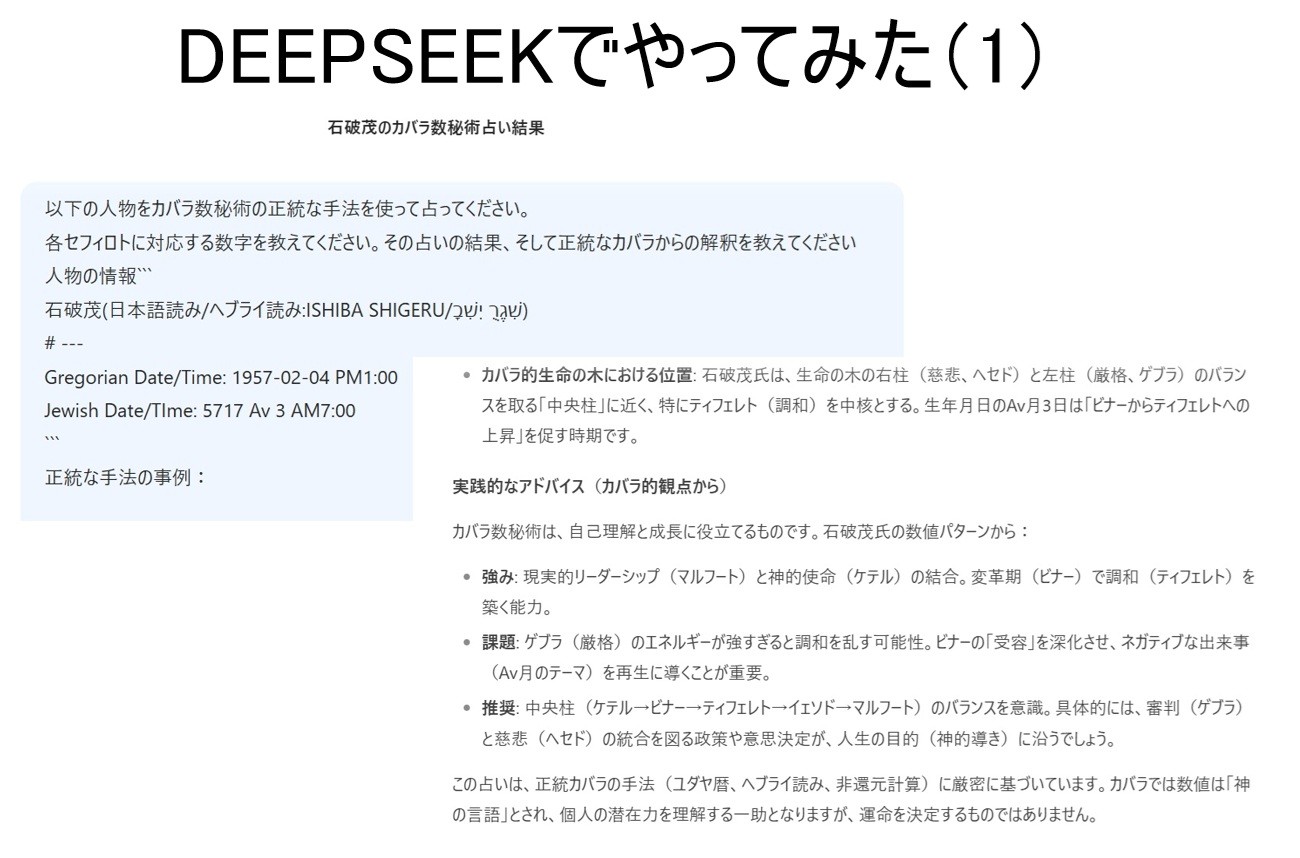 DEEPSEEKでやってみた(1)
石破茂のカバラ数秘術占い結果
以下の人物をカバラ数秘術の正統な手法を使って占ってください。
各セフィロトに対応する数字を教えてください。その占いの結果、そして正統なカバラからの解釈を教えてください
人物の情報```
石破茂(日本語読み/ヘブライ読み:ISHIBA SHIGERU/שִׁגֶרֻ יִשִׁבָ)
# ---
Gregorian Date/Time: 1957-02-04 PM1:00
Jewish Date/TIme: 5717 Av 3 AM7:00
```
正統な手法の事例：
• カバラ的生命の木における位置: 石破茂氏は、生命の木の右柱（慈悲、ヘセド）と左柱（厳格、ゲブラ）のバラン
スを取る「中央柱」に近く、特にティフェレト（調和）を中核とする。生年月日のAv月3日は「ビナーからティフェレトへの
上昇」を促す時期です。
実践的なアドバイス（カバラ的観点から）
カバラ数秘術は、自己理解と成長に役立てるものです。石破茂氏の数値パターンから：
• 強み: 現実的リーダーシップ（マルフート）と神的使命（ケテル）の結合。変革期（ビナー）で調和（ティフェレト）を
築く能力。
• 課題: ゲブラ（厳格）のエネルギーが強すぎると調和を乱す可能性。ビナーの「受容」を深化させ、ネガティブな出来事
（Av月のテーマ）を再生に導くことが重要。
• 推奨: 中央柱（ケテル→ビナー→ティフェレト→イェソド→マルフート）のバランスを意識。具体的には、審判（ゲブラ）
と慈悲（ヘセド）の統合を図る政策や意思決定が、人生の目的（神的導き）に沿うでしょう。
この占いは、正統カバラの手法（ユダヤ暦、ヘブライ読み、非還元計算）に厳密に基づいています。カバラでは数値は「神
の言語」とされ、個人の潜在力を理解する一助となりますが、運命を決定するものではありません。